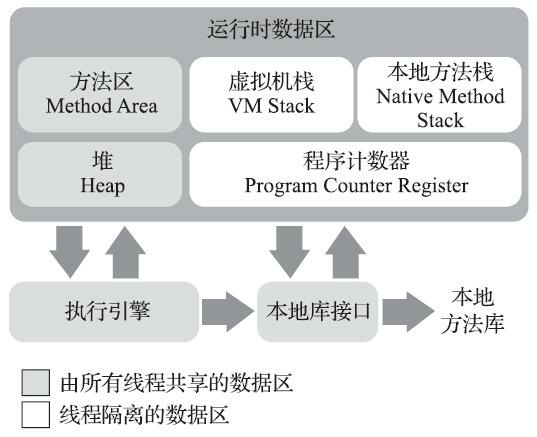 运行时数据区
方法区
Method Area
虚拟机栈
VM Stack
本地方法栈
Native Method
Stack
堆
Heap
程序计数器
Program Counter Register
执行引擎
本地库接口
本地
方法库
由所有线程共享的数据区
线程隔离的数据区